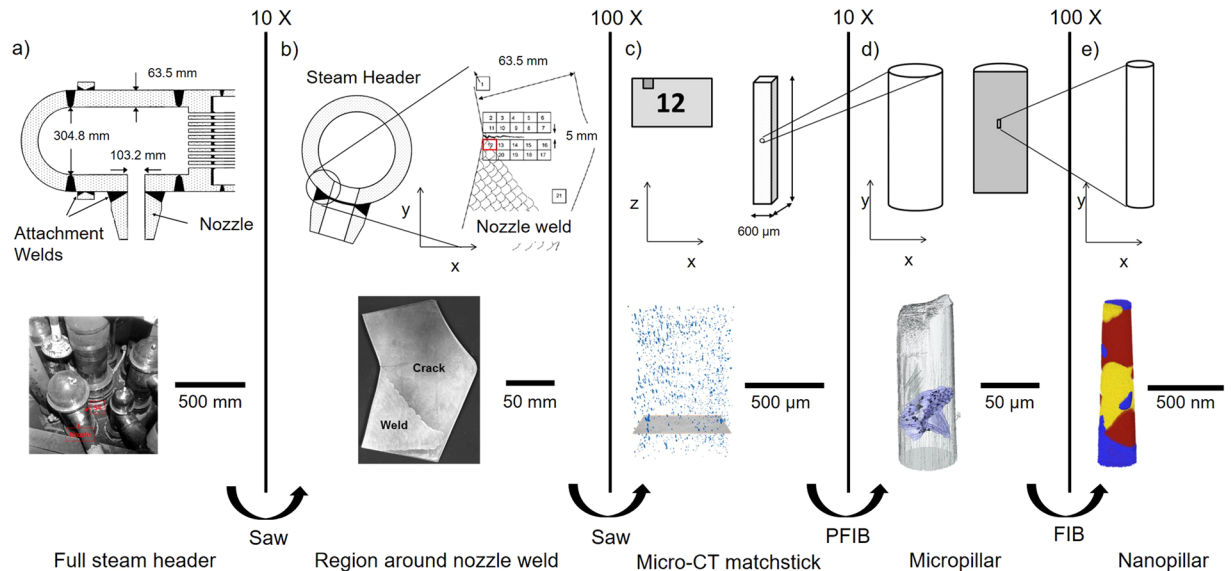 10 X
100 X
10 X
100 X
a)
63.5 mm
304.8 mm
103.2 mm
Attachment
Welds
Nozzle
b)
Steam Header
63.5 mm
1
2 3 4 5 6
11 10 9 8 7
5 mm
12 13 14 15 16
20 19 18 17
21
Nozzle weld
y
x
c)
12
z
x
600 µm
d)
y
x
e)
y
x
500 mm
Crack
Weld
50 mm
500 µm
50 µm
500 nm
Saw
Saw
PFIB
FIB
Full steam header
Region around nozzle weld
Micro-CT matchstick
Micropillar
Nanopillar